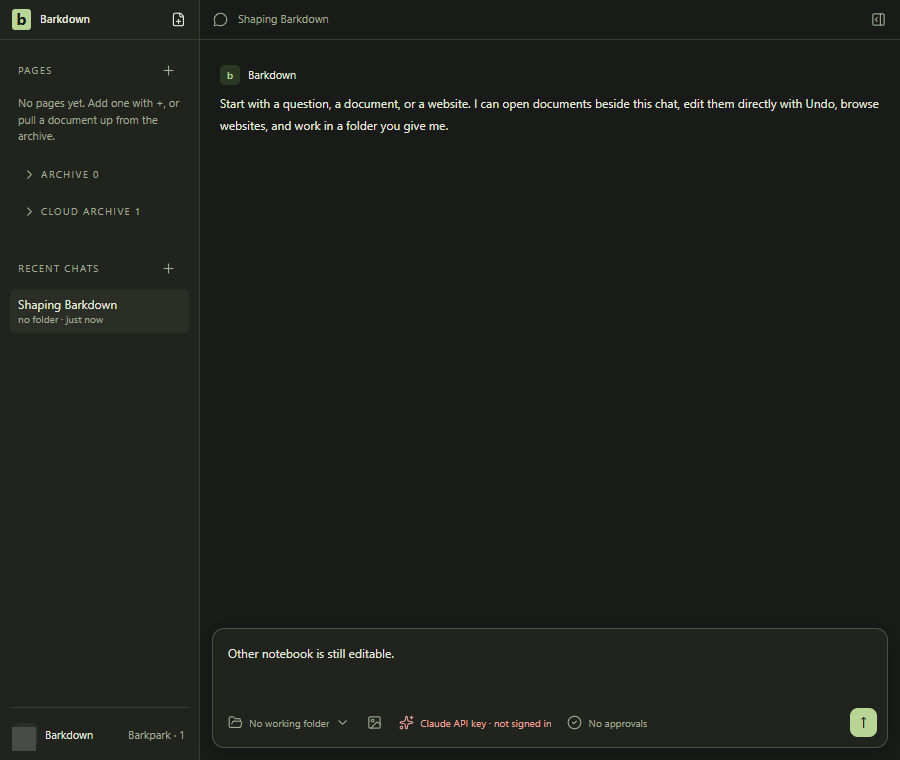 b Barkdown
Shaping Barkdown
PAGES
No pages yet. Add one with +, or
pull a document up from the
archive.
ARCHIVE 0
CLOUD ARCHIVE 1
RECENT CHATS
Shaping Barkdown
no folder · just now
Barkdown
Barkpark · 1
b Barkdown
Start with a question, a document, or a website. I can open documents beside this chat, edit them directly with Undo, browse
websites, and work in a folder you give me.
Other notebook is still editable.
No working folder
Claude API key · not signed in
No approvals